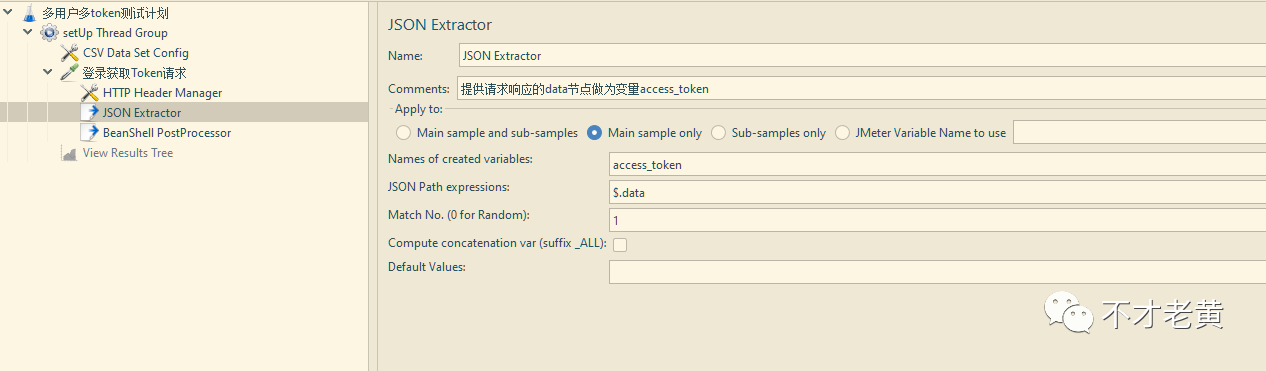 多用户多token测试计划
setUp Thread Group
CSV Data Set Config
登录获取Token请求
HTTP Header Manager
JSON Extractor
BeanShell PostProcessor
View Results Tree
JSON Extractor
Name: JSON Extractor
Comments: 提供请求响应的data节点做为变量access_token
Apply to:
Main sample and sub-samples Main sample only Sub-samples only JMeter Variable Name to use
Names of created variables: access_token
JSON Path expressions: $.data
Match No. (0 for Random): 1
Compute concatenation var (suffix _ALL):
Default Values:
不才老黄